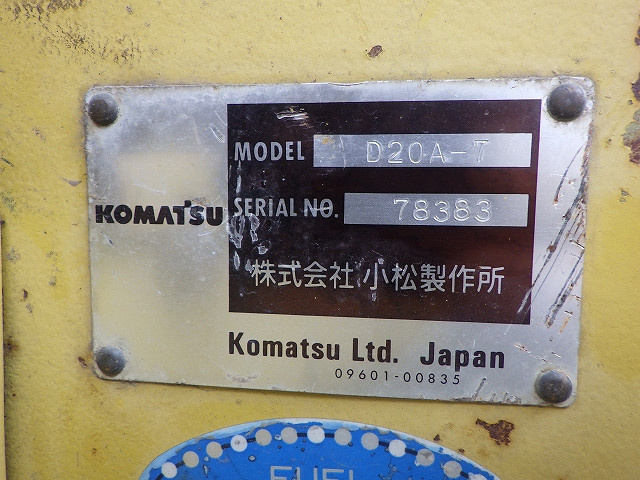 MODEL D20A-7
KOMATSU
SERIAL NO. 78383
株式会社 小松製作所
Komatsu Ltd. Japan
09601-00835
FUEL